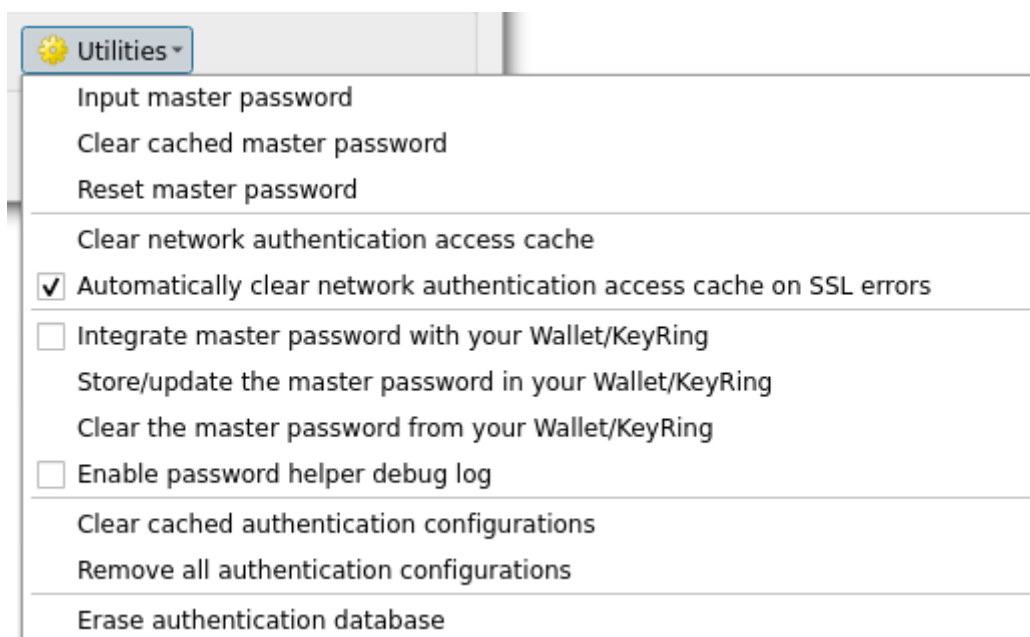 Utilities
Input master password
Clear cached master password
Reset master password
Clear network authentication access cache
Automatically clear network authentication access cache on SSL errors
Integrate master password with your Wallet/KeyRing
Store/update the master password in your Wallet/KeyRing
Clear the master password from your Wallet/KeyRing
Enable password helper debug log
Clear cached authentication configurations
Remove all authentication configurations
Erase authentication database